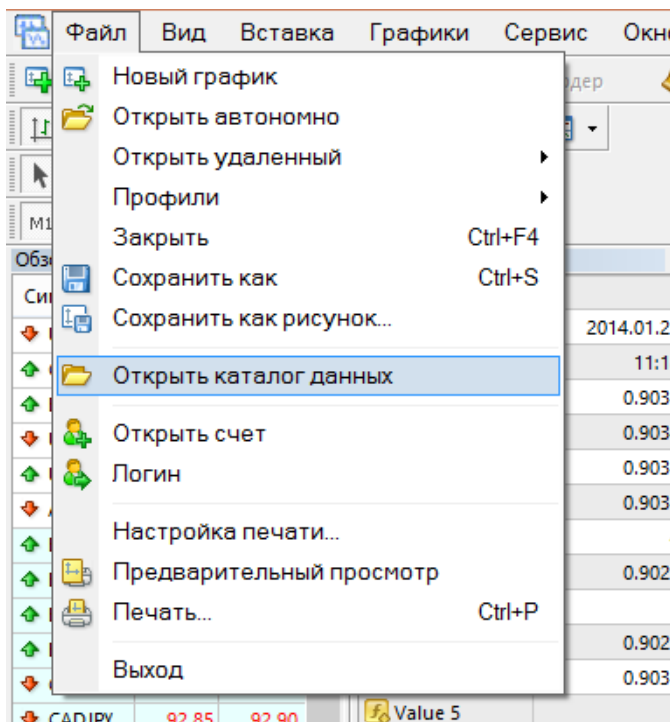 Файл Вид Вставка Графики Сервис
Новый график
Открыть автономно
Открыть удаленный
Профили
M1
Закрыть Ctrl+F4
Сохранить как Ctrl+S
Сохранить как рисунок...
2014.01.2
Открыть каталог данных
11:1
0.903
Открыть счет
0.903
Логин
0.903
0.903
Настройка печати...
Предварительный просмотр
0.902
Печать... Ctrl+P
0.902
Выход
0.903
CADJPY 92.85 92.90 Value 5